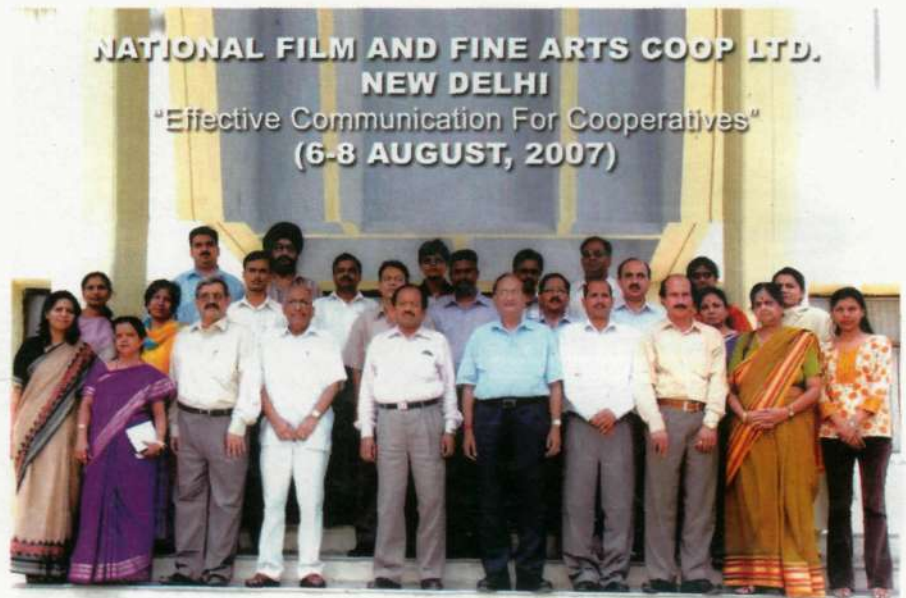 NATIONAL FILM AND FINE ARTS COOP LTD.
NEW DELHI
"Effective Communication For Cooperatives"
(6-8 AUGUST, 2007)